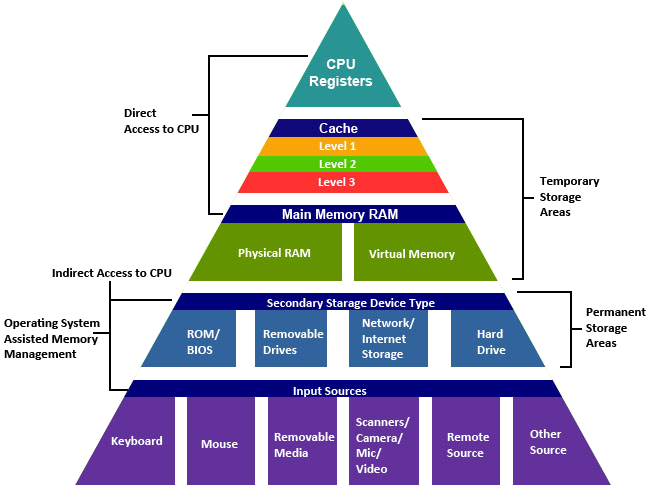 CPU
Registers
Direct
Access to CPU
Cache
Level 1
Level 2
Level 3
Temporary
Storage
Areas
Main Memory RAM
Physical RAM
Virtual Memory
Indirect Access to CPU
Secondary Starage Device Type
Operating System
Assisted Memory
Management
ROM/
BIOS
Removable
Drives
Network/
Internet
Storage
Hard
Drive
Permanent
Storage
Areas
Input Sources
Keyboard
Mouse
Removable
Media
Scanners/
Camera/
Mic/
Video
Remote
Source
Other
Source